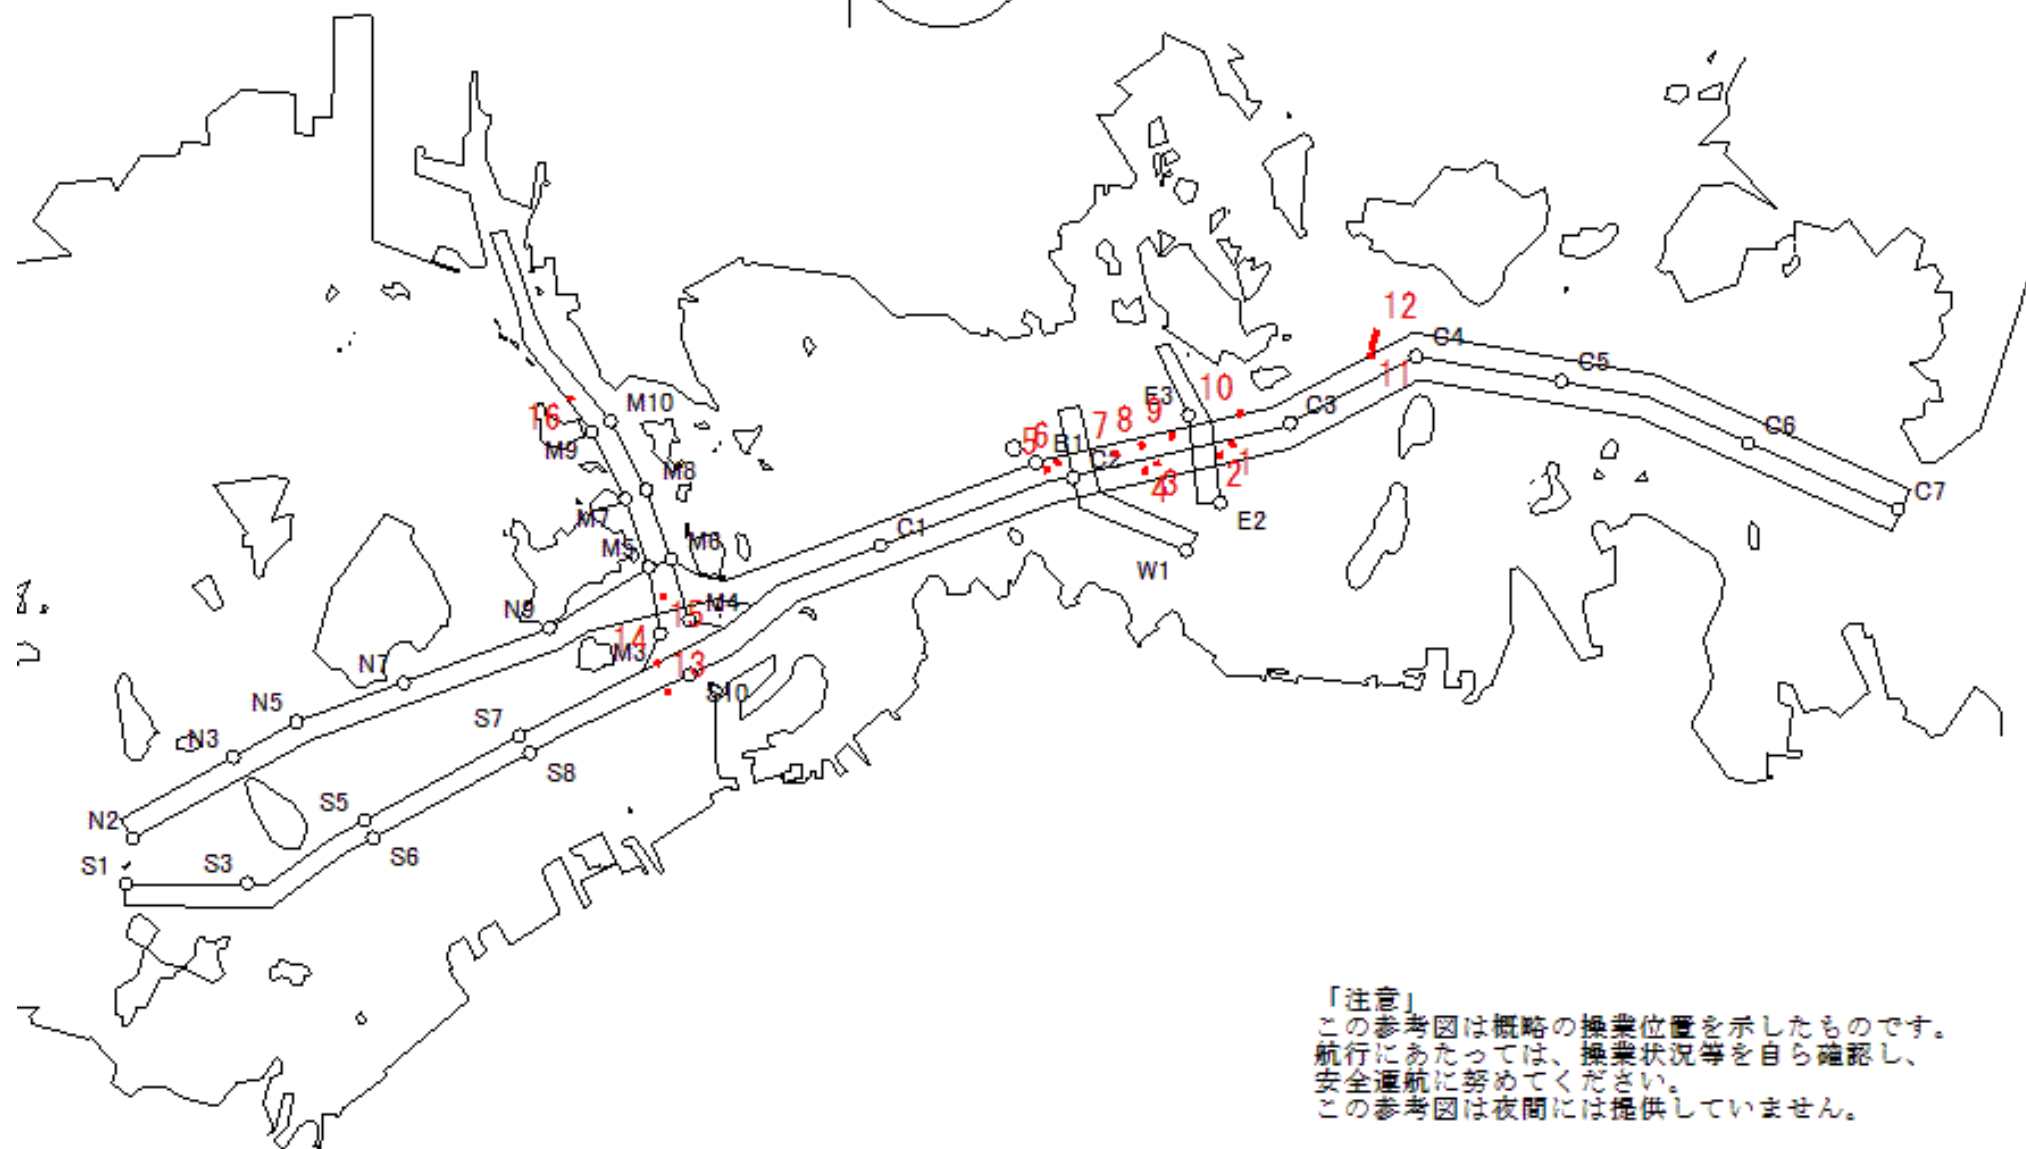 12
C4
C5
11
10
E3
C3
M10
16
9
8
7
C6
M9
5
6
B1
C2
1
M8
4
3
2
C7
M7
E2
C1
M5
M6
W1
N9
M4
15
14
M3
13
N7
S10
N5
S7
N3
S8
S5
N2
S1
S3
S6
「注意」
この参考図は概略の操業位置を示したものです。
航行にあたっては、操業状況等を自ら確認し、
安全運航に努めてください。
この参考図は夜間には提供していません。